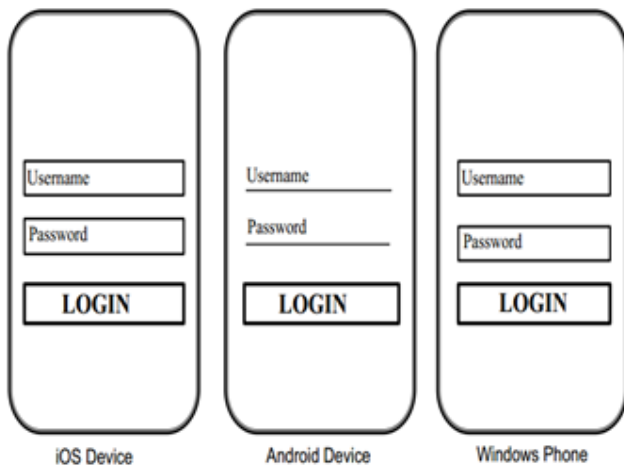 Username
Password
LOGIN
iOS Device
Username
Password
LOGIN
Android Device
Username
Password
LOGIN
Windows Phone